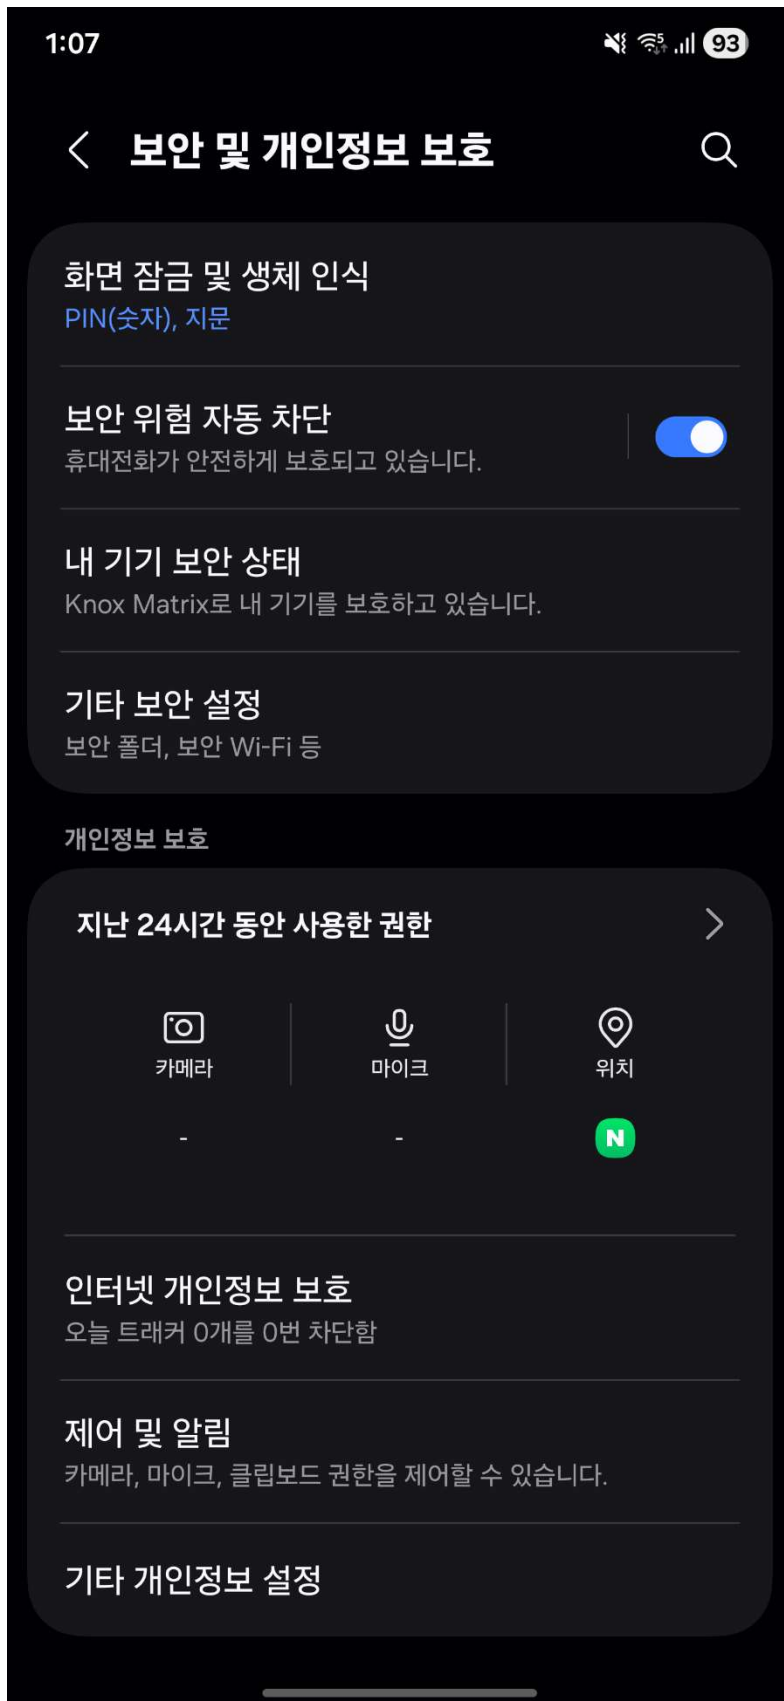 1:07
5
93
보안 및 개인정보 보호
화면 잠금 및 생체 인식
PIN(숫자), 지문
보안 위험 자동 차단
휴대전화가 안전하게 보호되고 있습니다.
내 기기 보안 상태
Knox Matrix로 내 기기를 보호하고 있습니다.
기타 보안 설정
보안 폴더, 보안 Wi-Fi 등
개인정보 보호
지난 24시간 동안 사용한 권한
카메라 마이크 위치
- - N
인터넷 개인정보 보호
오늘 트래커 0개를 0번 차단함
제어 및 알림
카메라, 마이크, 클립보드 권한을 제어할 수 있습니다.
기타 개인정보 설정